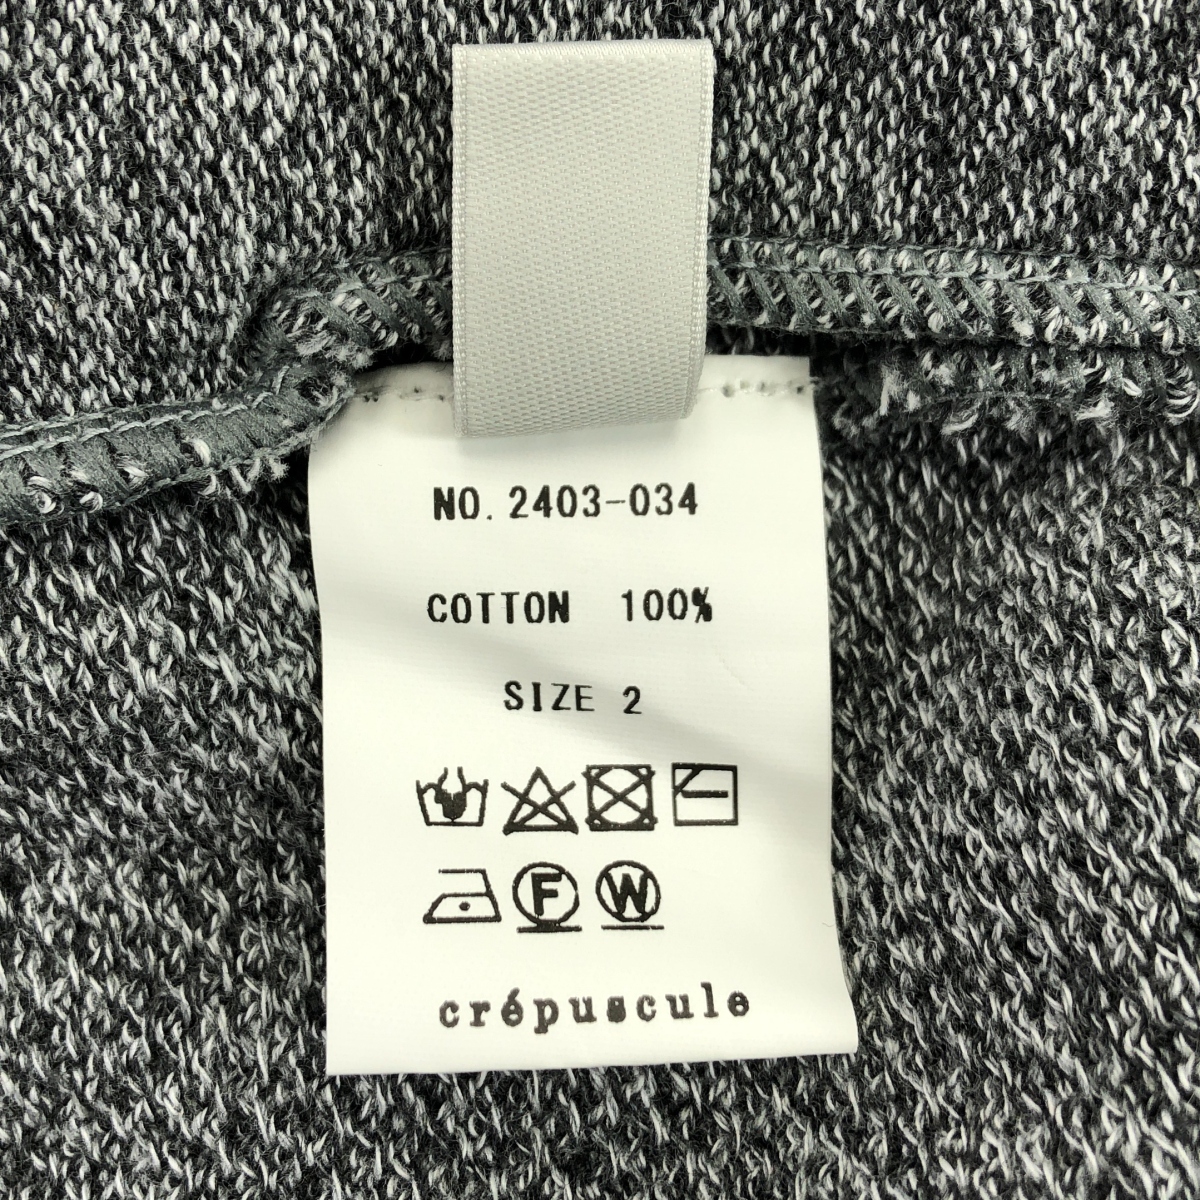 NO. 2403-034
COTTON 100%
SIZE 2
F W
crépuscule